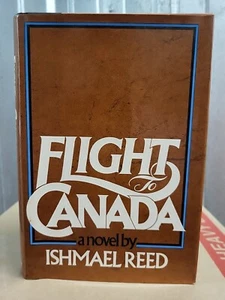 FLIGHT
To
CANADA
a novel by
ISHMAEL REED